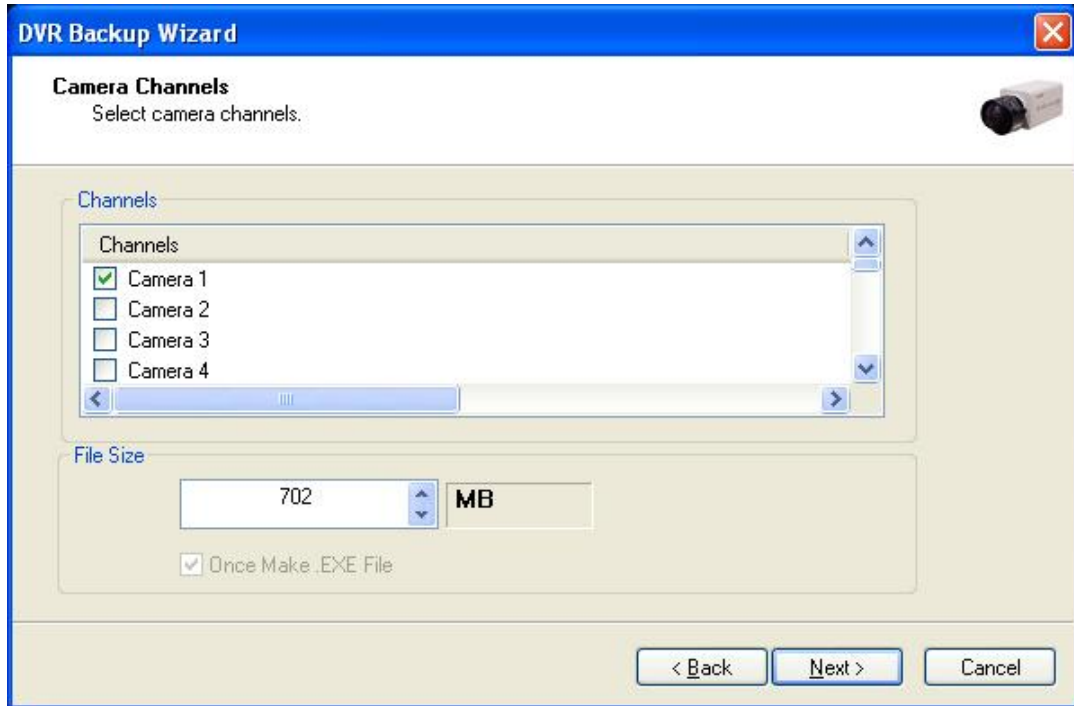 DVR Backup Wizard
Camera Channels
Select camera channels.
Channels
Channels
Camera 1
Camera 2
Camera 3
Camera 4
File Size
702
MB
Once Make .EXE File
< Back
Next >
Cancel